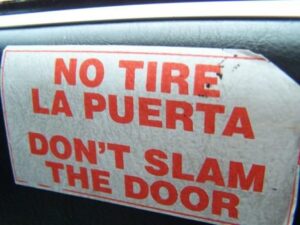 NO TIRE
LA PUERTA
DON'T SLAM
THE DOOR